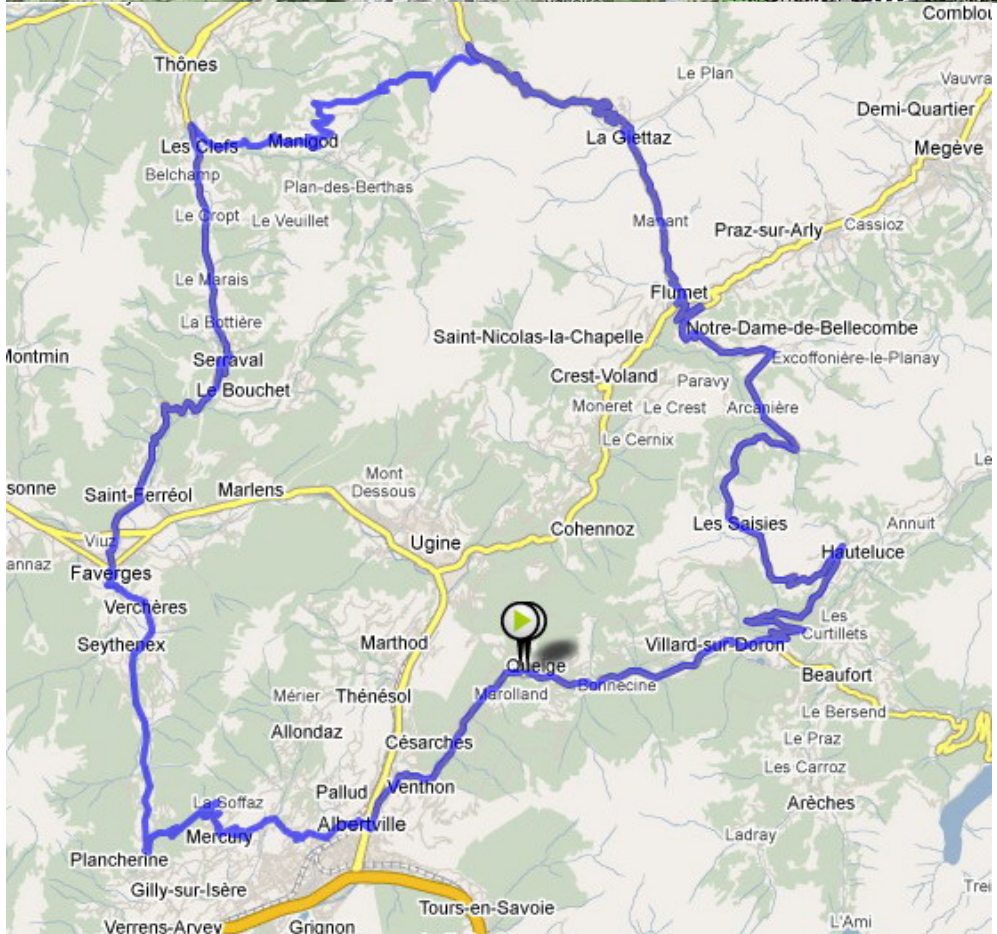 Comblou
Thônes
Le Plan
Vauvra
Demi-Quartier
La Giettaz
Megève
Les Clefs
Manigod
Belchamp
Plan-des-Berthas
Le Cropt
Le Veuillet
Manant
Praz-sur-Arly
Cassioz
Le Marais
Flumet
La Bottière
Saint-Nicolas-la-Chapelle
Notre-Dame-de-Bellecombe
Montmin
Serraval
Excoffonière-le-Planay
Le Bouchet
Crest-Voland
Paravy
Moneret
Le Crest
Arcanière
Le Cernix
Le
Mont
Dessous
sonne
Saint-Ferréol
Marlens
Les Saisies
Annuit
Cohennoz
Viuz
Ugine
Hauteluce
annaz
Faverges
Verchères
Les
Curtillets
Seythenex
Marthod
Villard-sur-Doron
Queige
Beaufort
Marolland
Bonnecine
Mérier
Thénésol
Le Bersend
Allondaz
Césarches
Le Praz
Les Carroz
Pallud
Venthon
La Soffaz
Arêches
Mercury
Albertville
Ladray
Plancherine
Gilly-sur-Isère
Trei
Tours-en-Savoie
Verrens-Arvey
Grignon
L'Ami